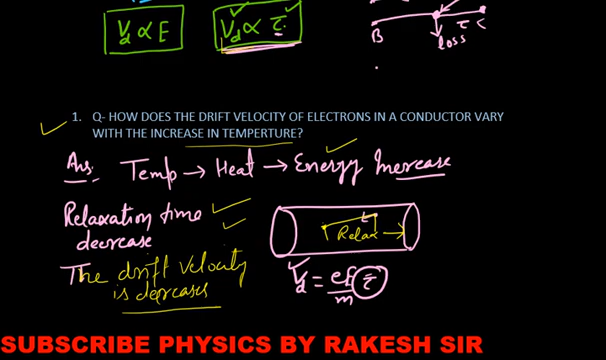 Vd ∝ E
Vd ∝ τ
B
τ C
loss
1. Q- HOW DOES THE DRIFT VELOCITY OF ELECTRONS IN A CONDUCTOR VARY
WITH THE INCREASE IN TEMPERTURE?
Ans. Temp → Heat → Energy Increase
Relaxation time
decrease
Relax
The drift velocity
is decreases
Vd = eE/m τ
SUBSCRIBE PHYSICS BY RAKESH SIR